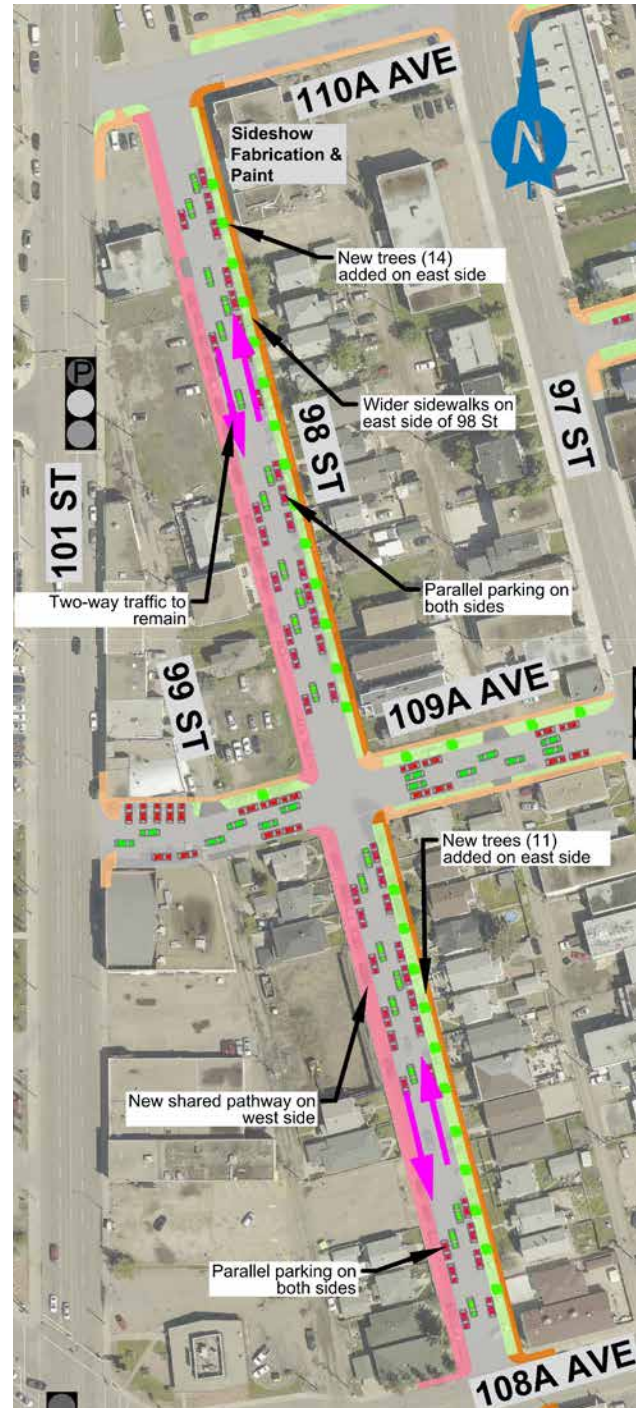 110A AVE
N
Sideshow
Fabrication &
Paint
New trees (14)
added on east side
P
Wider sidewalks on
east side of 98 St
98 ST
97 ST
101 ST
Two-way traffic to
remain
Parallel parking on
both sides
99 ST
109A AVE
New trees (11)
added on east side
New shared pathway on
west side
Parallel parking on
both sides
108A AVE